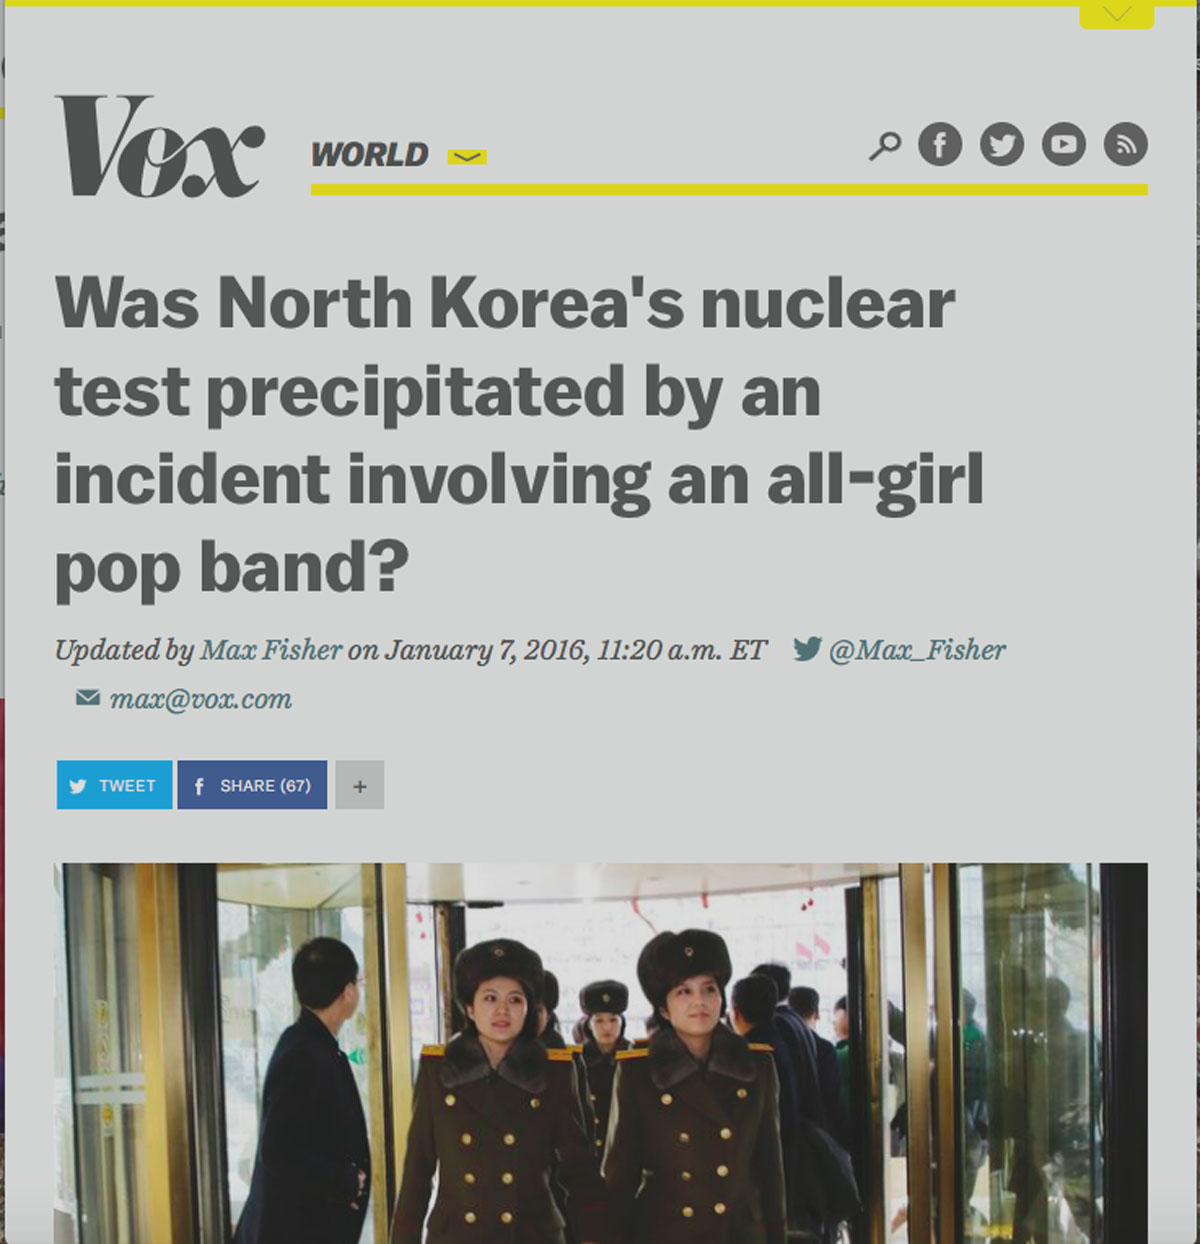 Vox
WORLD
Was North Korea's nuclear
test precipitated by an
incident involving an all-girl
pop band?
Updated by Max Fisher on January 7, 2016, 11:20 a.m. ET @Max_Fisher
max@vox.com
TWEET SHARE (67) +